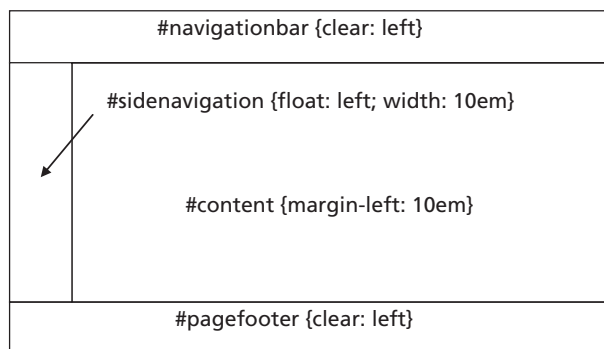 #navigationbar {clear: left}
#sidenavigation {float: left; width: 10em}
#content {margin-left: 10em}
#pagefooter {clear: left}